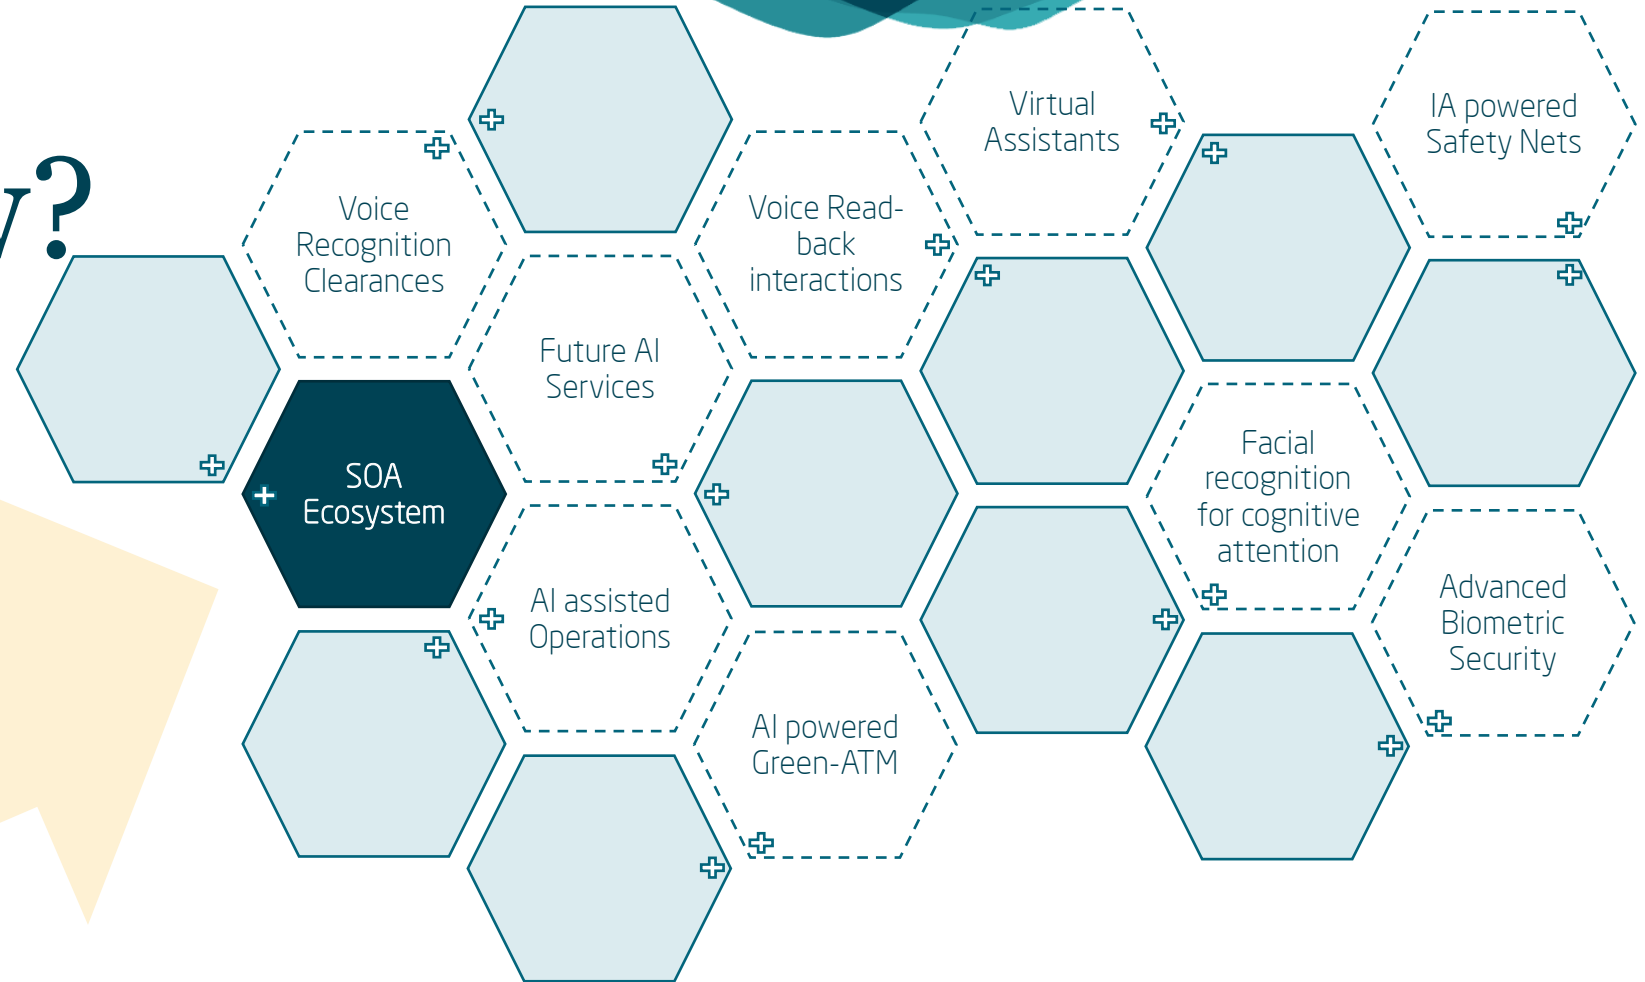 y?
Voice
Recognition
Clearances
SOA
Ecosystem
Future AI
Services
AI assisted
Operations
Voice Read-
back
interactions
AI powered
Green-ATM
Virtual
Assistants
Facial
recognition
for cognitive
attention
IA powered
Safety Nets
Advanced
Biometric
Security